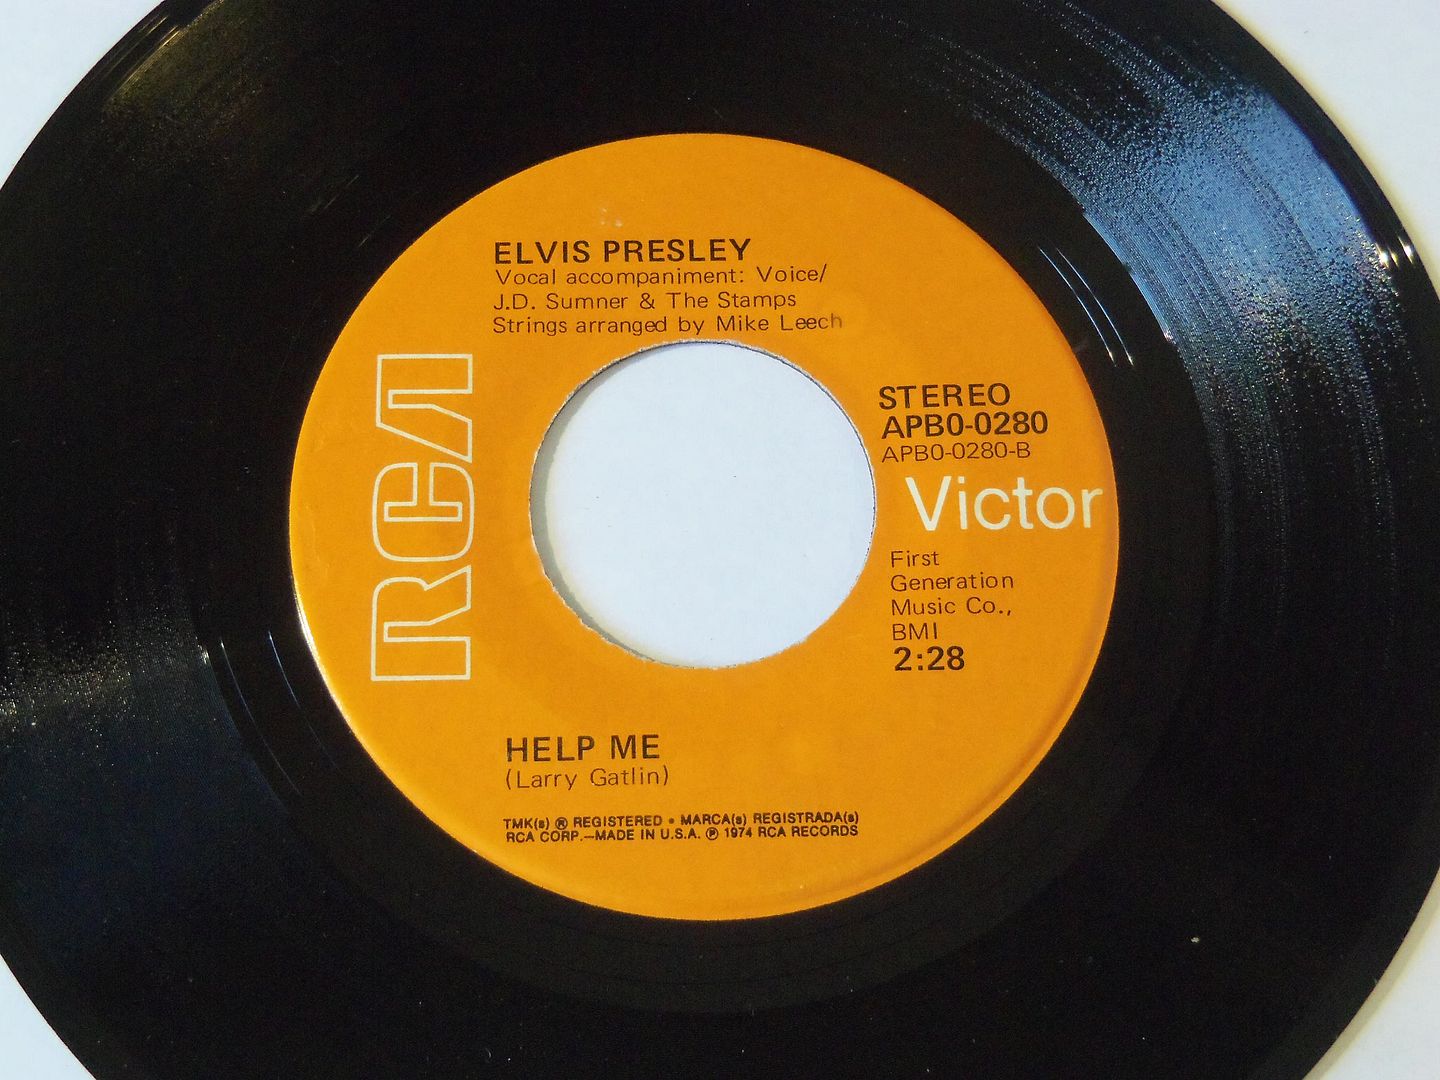 ELVIS PRESLEY
Vocal accompaniment: Voice/
J.D. Sumner & The Stamps
Strings arranged by Mike Leech
RCA
STEREO
APB0-0280
APB0-0280-B
Victor
First
Generation
Music Co.,
BMI
2:28
HELP ME
(Larry Gatlin)
TMK(s) ® REGISTERED • MARCA(s) REGISTRADA(s)
RCA CORP.—MADE IN U.S.A. ℗ 1974 RCA RECORDS